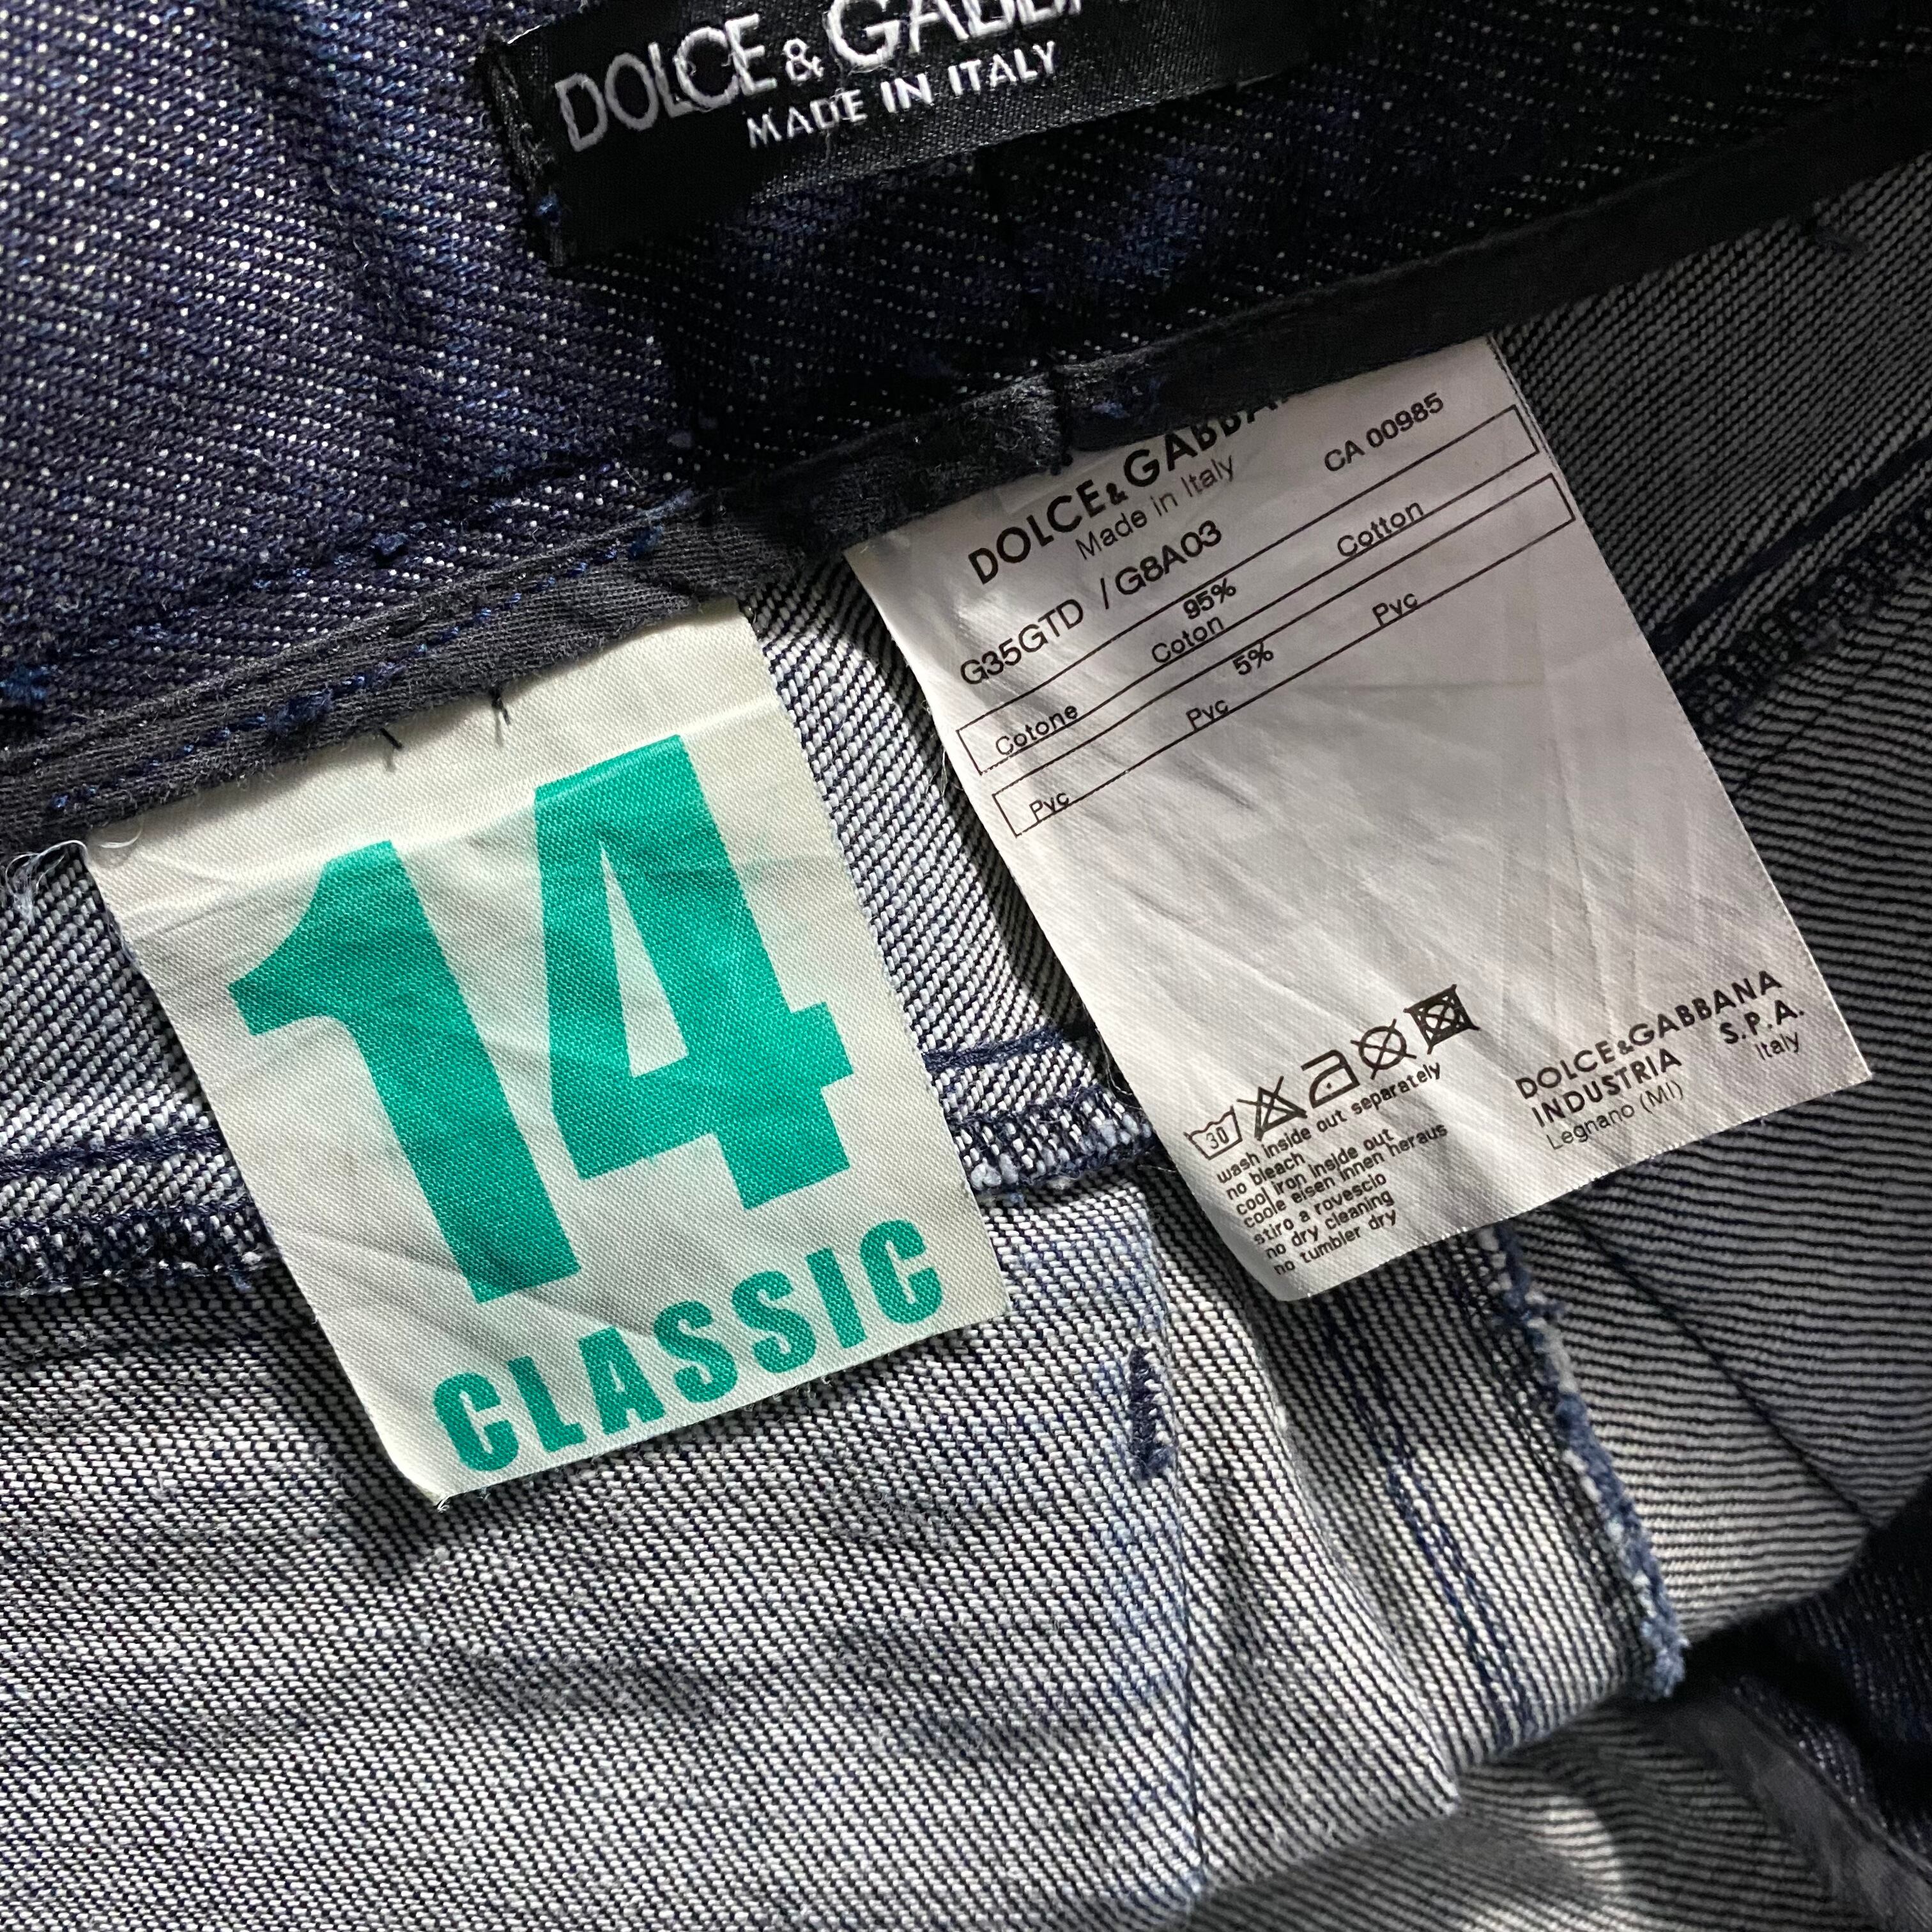 DOLCE & GABBA
MADE IN ITALY
DOLCE & GABBA
Made in Italy
CA 00985
G35GTD / G8A03
95%
Cotone Coton Cotton
5%
Pvc Pvc Pvc
30
wash inside out separately
no bleach
cool iron inside out
coole eisen innen heraus
stiro a rovescio
no dry cleaning
no tumbler dry
DOLCE & GABBANA
INDUSTRIA S.P.A.
Legnano (MI) Italy
14
CLASSIC